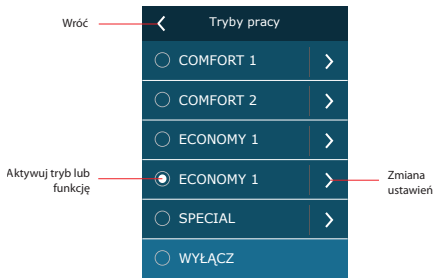 Wróć
Tryby pracy
COMFORT 1
COMFORT 2
ECONOMY 1
Aktywuj tryb lub
funkcję
ECONOMY 1
Zmiana
ustawień
SPECIAL
WYŁĄCZ